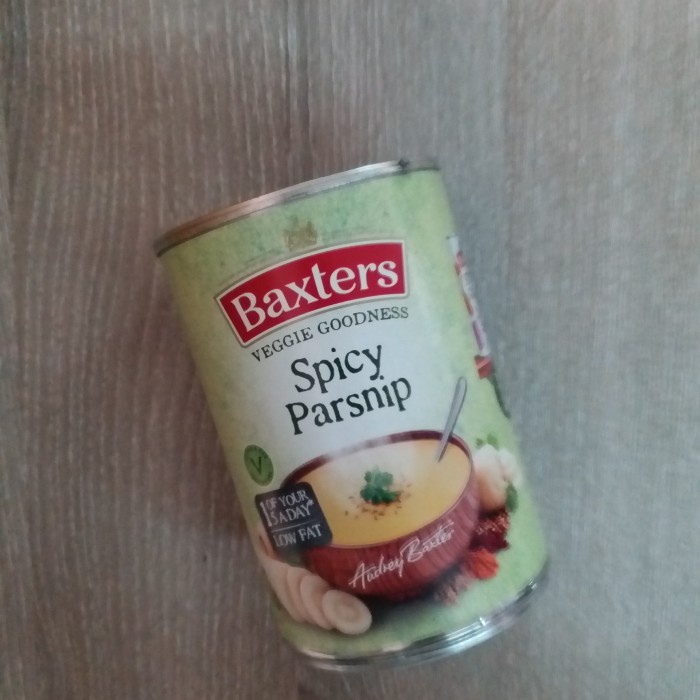 Baxters
VEGGIE GOODNESS
Spicy
Parsnip
1 OF YOUR
5 A DAY*
LOW FAT
Audrey Baxter